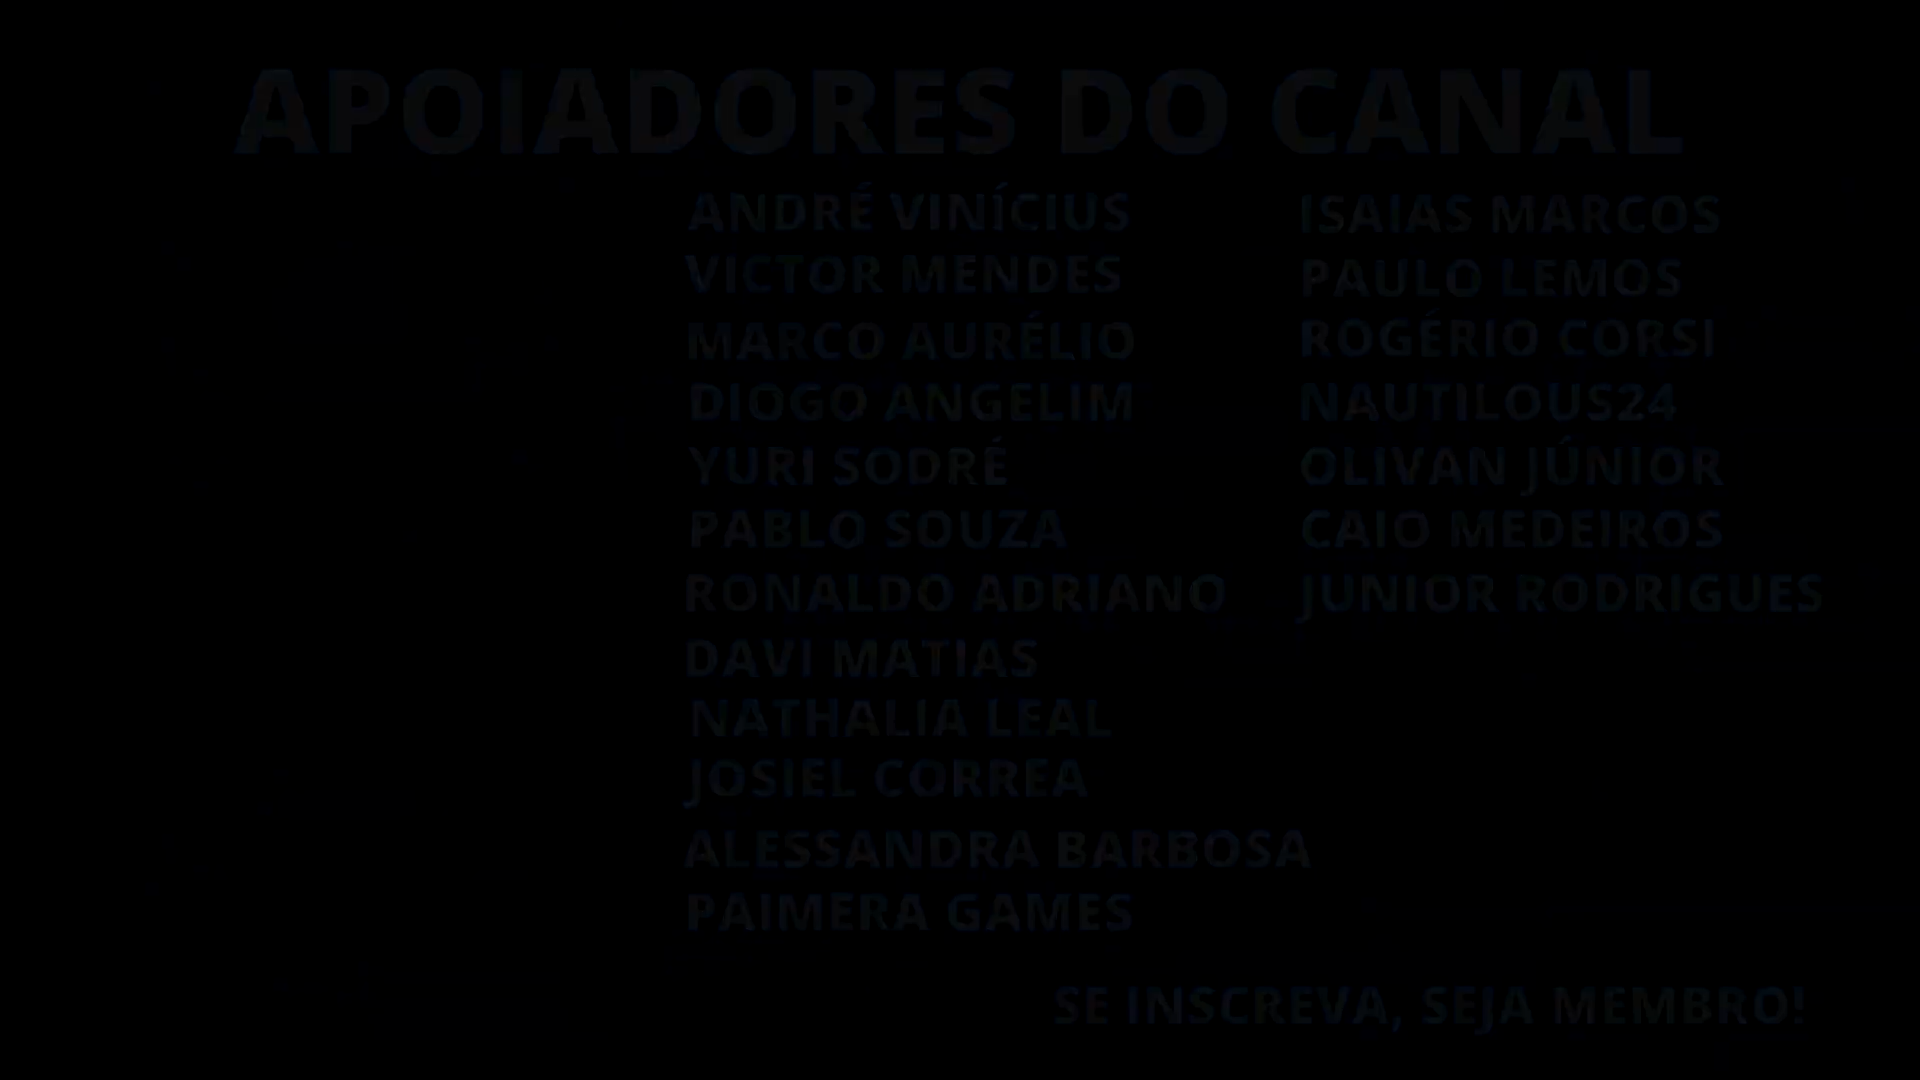 APOIADORES DO CANAL
ANDRÉ VINÍCIUS
VICTOR MENDES
MARCO AURÉLIO
DIOGO ANGELIM
YURI SODRÉ
PABLO SOUZA
RONALDO ADRIANO
DAVI MATIAS
NATHALIA LEAL
JOSIEL CORREA
ALESSANDRA BARBOSA
PAIMERA GAMES
ISAIAS MARCOS
PAULO LEMOS
ROGÉRIO CORSI
NAUTILOUS24
OLIVAN JÚNIOR
CAIO MEDEIROS
JUNIOR RODRIGUES
SE INSCREVA, SEJA MEMBRO!